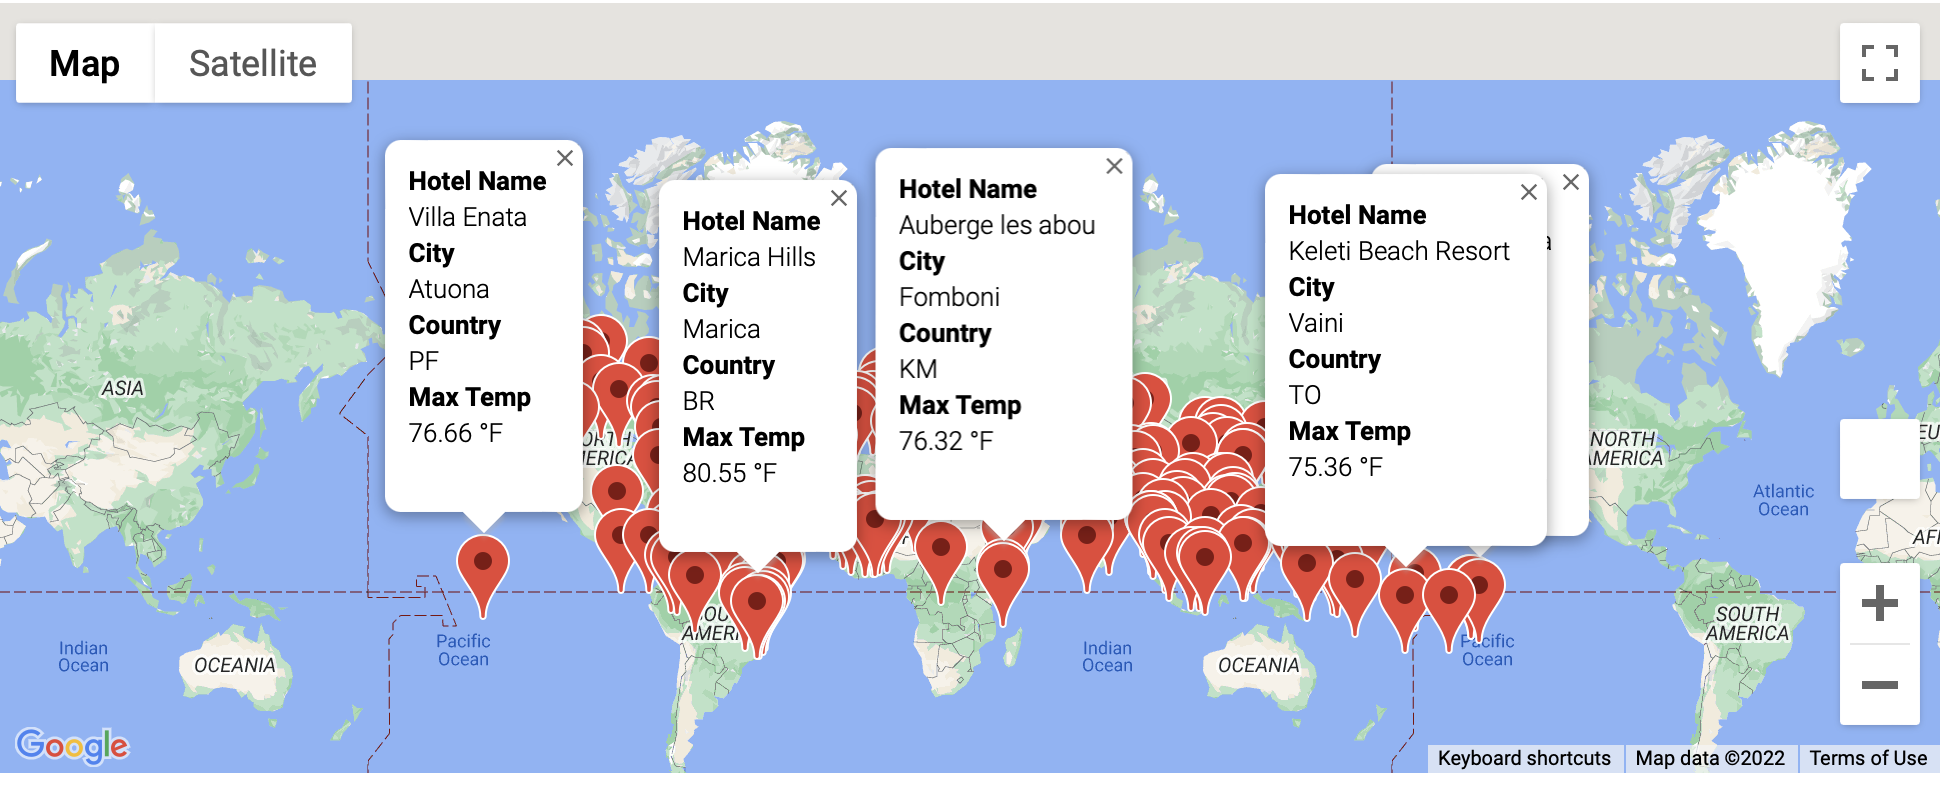 Map
Satellite
Hotel Name
Villa Enata
City
Atuona
Country
PF
Max Temp
76.66 °F
Hotel Name
Marica Hills
City
Marica
Country
BR
Max Temp
80.55 °F
Hotel Name
Auberge les abou
City
Fomboni
Country
KM
Max Temp
76.32 °F
Hotel Name
Keleti Beach Resort
City
Vaini
Country
TO
Max Temp
75.36 °F
ASIA
NORTH
AMERICA
Atlantic
Ocean
SOUTH
AMERICA
Indian
Ocean
OCEANIA
Pacific
Ocean
Indian
Ocean
OCEANIA
Pacific
Ocean
Google
Keyboard shortcuts
Map data ©2022
Terms of Use